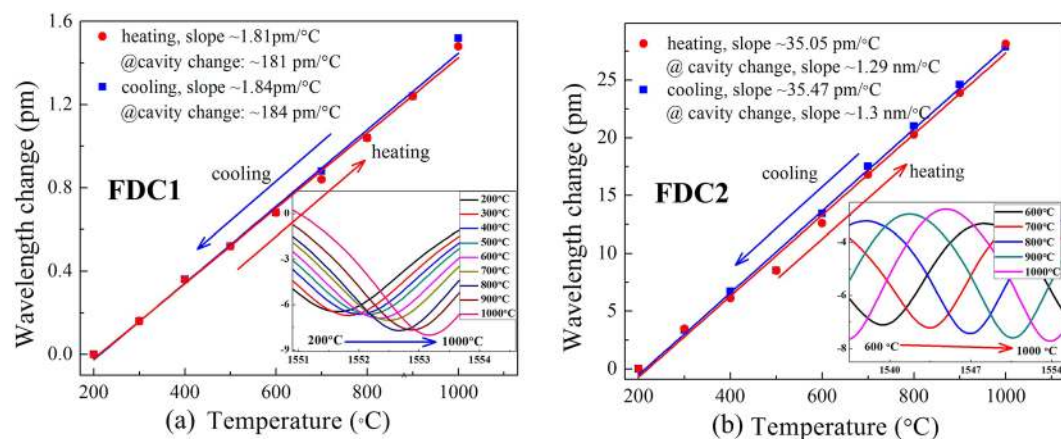 1.6
1.2
0.8
0.4
0.0
Wavelength change (pm)
heating, slope ~1.81pm/°C
@cavity change: ~181 pm/°C
cooling, slope ~1.84pm/°C
@cavity change: ~184 pm/°C
cooling
heating
FDC1
0
-3
-6
-9
200°C
300°C
400°C
500°C
600°C
700°C
800°C
900°C
1000°C
200°C 1000°C
1551 1552 1553 1554
200 400 600 800 1000
(a) Temperature (◦C)
25
20
15
10
5
0
Wavelength change (pm)
heating, slope ~35.05 pm/°C
@ cavity change, slope ~1.29 nm/°C
cooling, slope ~35.47 pm/°C
@ cavity change, slope ~1.3 nm/°C
cooling
heating
FDC2
-4
-6
-8
600°C
700°C
800°C
900°C
1000°C
600 °C 1000 °C
1540 1547 1554
200 400 600 800 1000
(b) Temperature (°C)